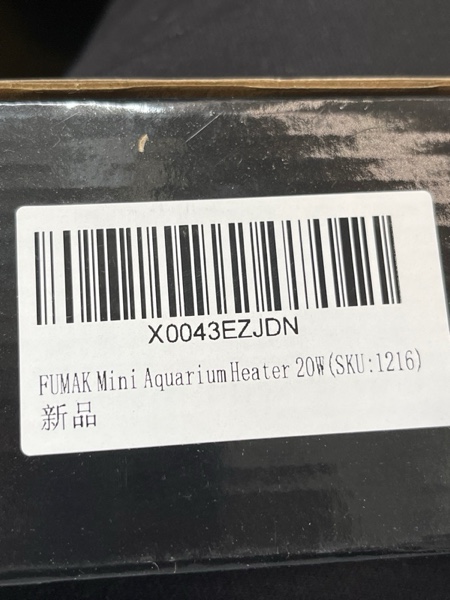 X0043EZJDN
FUMAK Mini Aquarium Heater 20W(SKU:1216)
新品